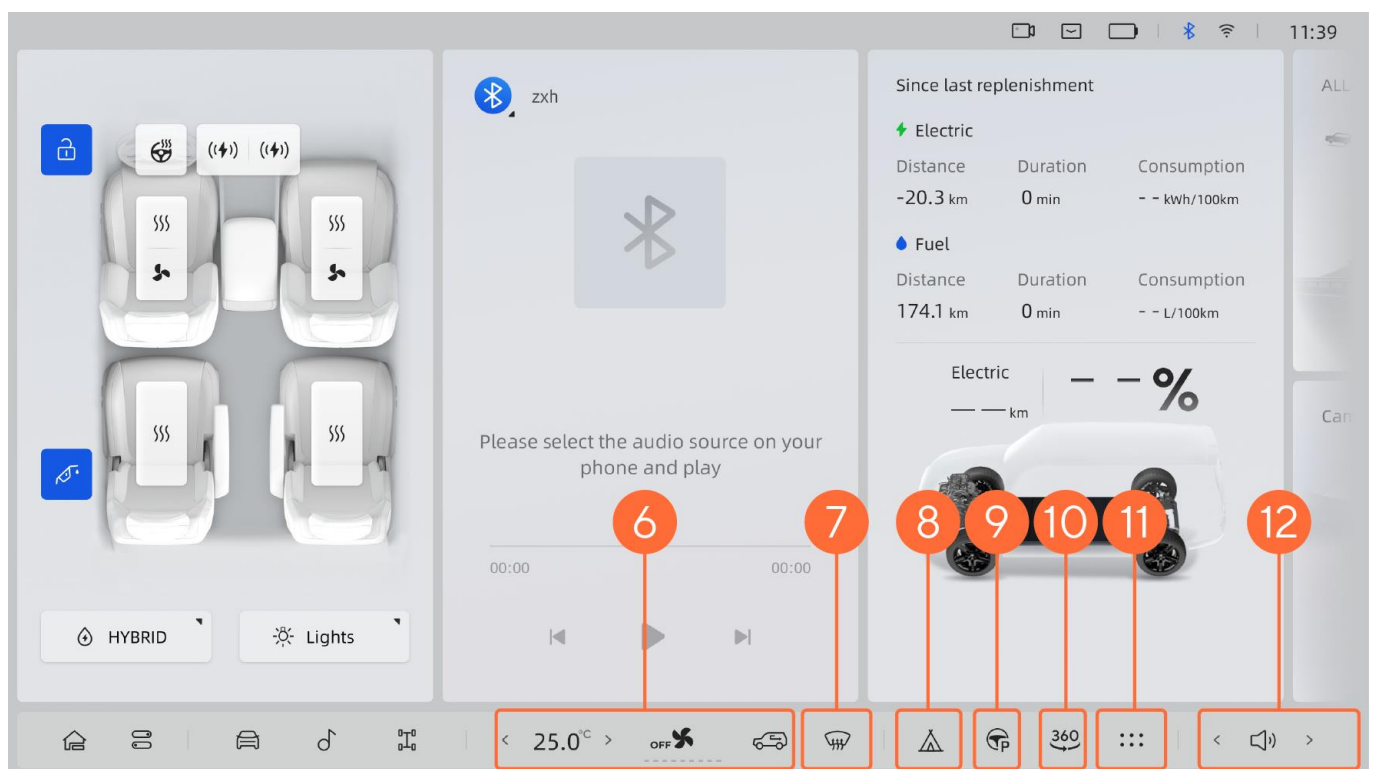 11:39
zxh
Since last replenishment
ALL
Electric
Distance Duration Consumption
-20.3 km 0 min - - kWh/100km
Fuel
Distance Duration Consumption
174.1 km 0 min - - L/100km
Electric
— — km — — %
Please select the audio source on your
phone and play
00:00 00:00
HYBRID
Lights
6
7
8
9
10
11
12
< 25.0°C > OFF
P
360
< >